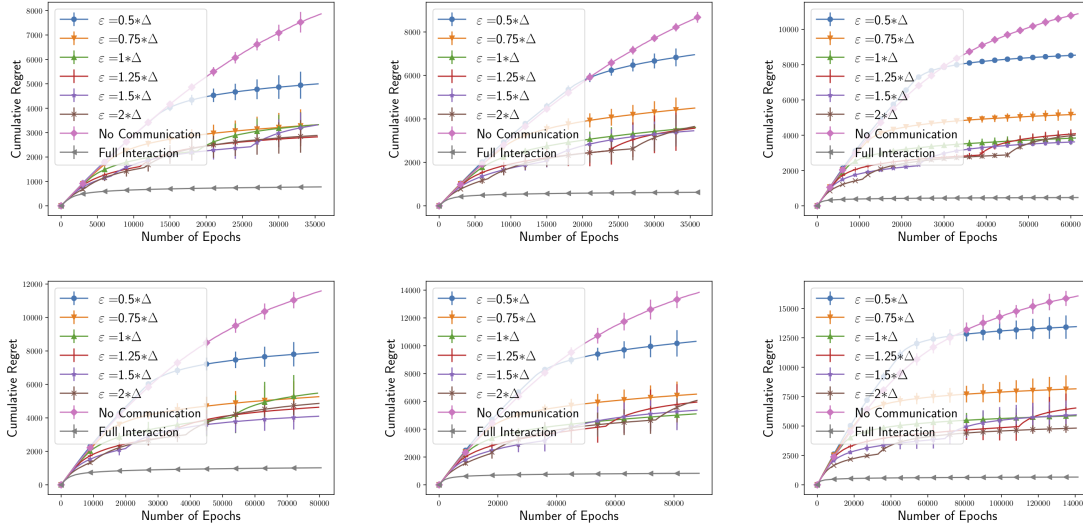 8000
7000
6000
5000
4000
3000
2000
1000
0
Cumulative Regret
ε =0.5*Δ
ε =0.75*Δ
ε =1*Δ
ε =1.25*Δ
ε =1.5*Δ
ε =2*Δ
No Communication
Full Interaction
0 5000 10000 15000 20000 25000 30000 35000
Number of Epochs
8000
6000
4000
2000
0
Cumulative Regret
ε =0.5*Δ
ε =0.75*Δ
ε =1*Δ
ε =1.25*Δ
ε =1.5*Δ
ε =2*Δ
No Communication
Full Interaction
0 5000 10000 15000 20000 25000 30000 35000
Number of Epochs
10000
8000
6000
4000
2000
0
Cumulative Regret
ε =0.5*Δ
ε =0.75*Δ
ε =1*Δ
ε =1.25*Δ
ε =1.5*Δ
ε =2*Δ
No Communication
Full Interaction
0 10000 20000 30000 40000 50000 60000
Number of Epochs
12000
10000
8000
6000
4000
2000
0
Cumulative Regret
ε =0.5*Δ
ε =0.75*Δ
ε =1*Δ
ε =1.25*Δ
ε =1.5*Δ
ε =2*Δ
No Communication
Full Interaction
0 10000 20000 30000 40000 50000 60000 70000 80000
Number of Epochs
14000
12000
10000
8000
6000
4000
2000
0
Cumulative Regret
ε =0.5*Δ
ε =0.75*Δ
ε =1*Δ
ε =1.25*Δ
ε =1.5*Δ
ε =2*Δ
No Communication
Full Interaction
0 20000 40000 60000 80000
Number of Epochs
15000
12500
10000
7500
5000
2500
0
Cumulative Regret
ε =0.5*Δ
ε =0.75*Δ
ε =1*Δ
ε =1.25*Δ
ε =1.5*Δ
ε =2*Δ
No Communication
Full Interaction
0 20000 40000 60000 80000 100000 120000 14000
Number of Epochs